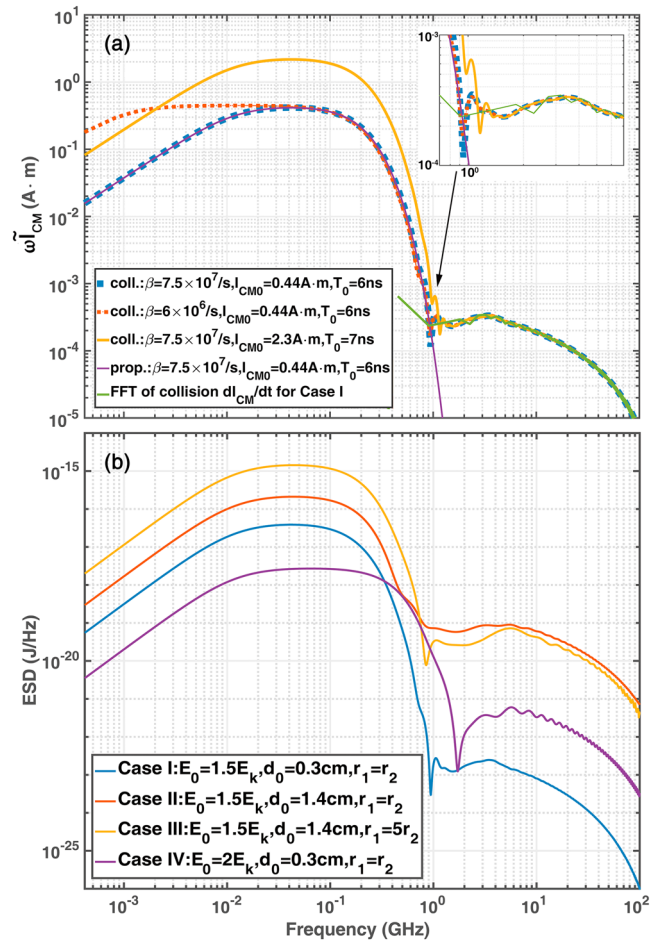 (a)
10^1
10^0
10^-1
10^-2
10^-3
10^-4
10^-5
ωĨ_CM (A· m)
10^-3
10^-4
10^0
coll.:β=7.5×10^7/s,I_CM0=0.44A·m,T_0=6ns
coll.:β=6×10^6/s,I_CM0=0.44A·m,T_0=6ns
coll.:β=7.5×10^7/s,I_CM0=2.3A·m,T_0=7ns
prop.:β=7.5×10^7/s,I_CM0=0.44A·m,T_0=6ns
FFT of collision dI_CM/dt for Case I
(b)
10^-15
10^-20
10^-25
ESD (J/Hz)
Case I:E_0=1.5E_k,d_0=0.3cm,r_1=r_2
Case II:E_0=1.5E_k,d_0=1.4cm,r_1=r_2
Case III:E_0=1.5E_k,d_0=1.4cm,r_1=5r_2
Case IV:E_0=2E_k,d_0=0.3cm,r_1=r_2
10^-3 10^-2 10^-1 10^0 10^1 10^2
Frequency (GHz)